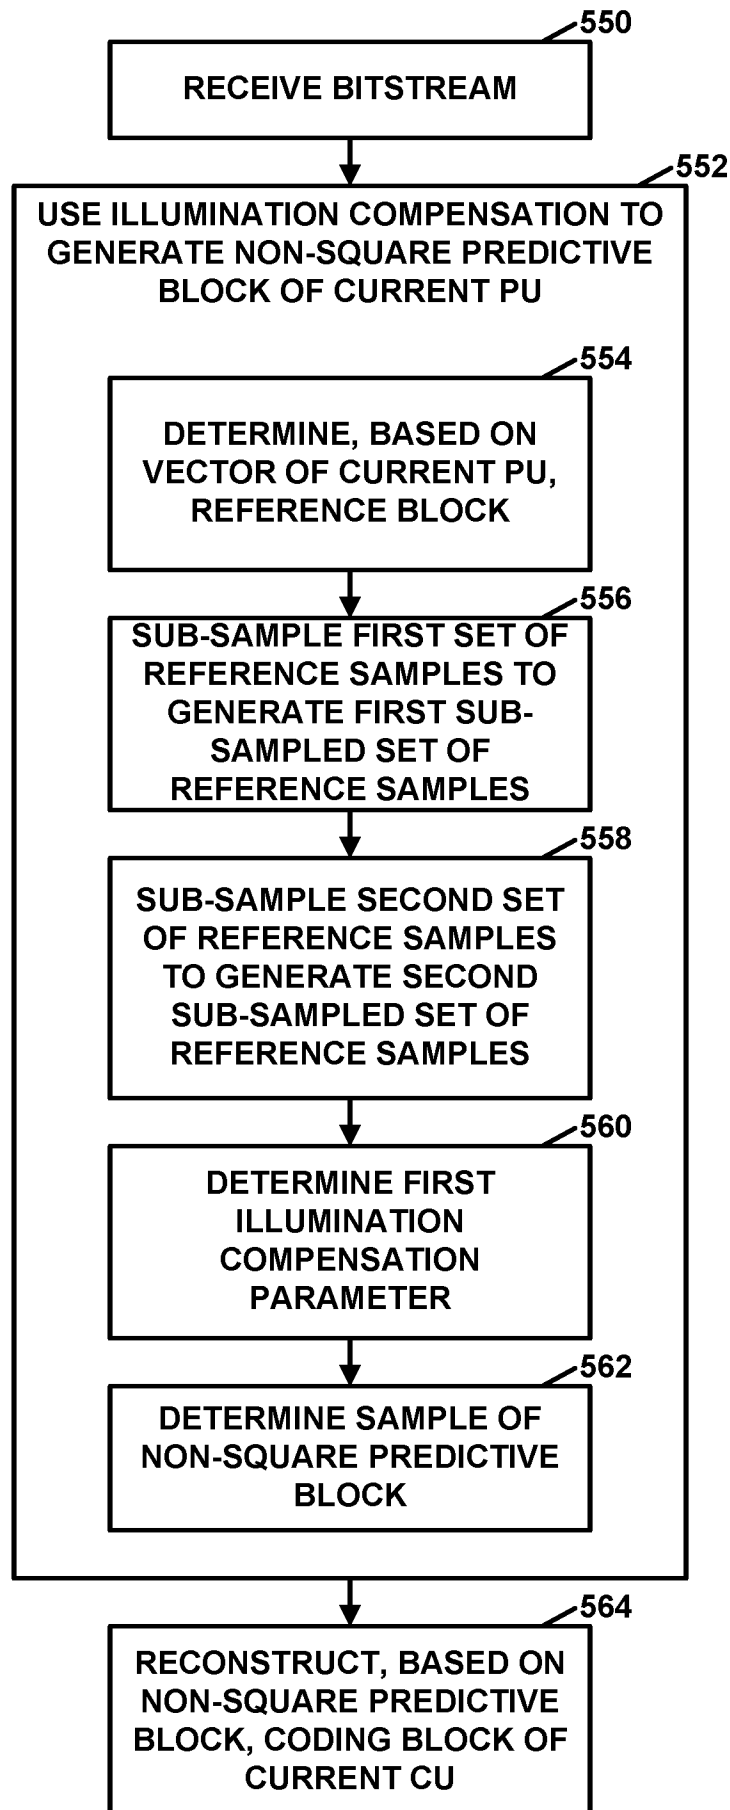 550
RECEIVE BITSTREAM
552
USE ILLUMINATION COMPENSATION TO
GENERATE NON-SQUARE PREDICTIVE
BLOCK OF CURRENT PU
554
DETERMINE, BASED ON
VECTOR OF CURRENT PU,
REFERENCE BLOCK
556
SUB-SAMPLE FIRST SET OF
REFERENCE SAMPLES TO
GENERATE FIRST SUB-
SAMPLED SET OF
REFERENCE SAMPLES
558
SUB-SAMPLE SECOND SET
OF REFERENCE SAMPLES
TO GENERATE SECOND
SUB-SAMPLED SET OF
REFERENCE SAMPLES
560
DETERMINE FIRST
ILLUMINATION
COMPENSATION
PARAMETER
562
DETERMINE SAMPLE OF
NON-SQUARE PREDICTIVE
BLOCK
564
RECONSTRUCT, BASED ON
NON-SQUARE PREDICTIVE
BLOCK, CODING BLOCK OF
CURRENT CU